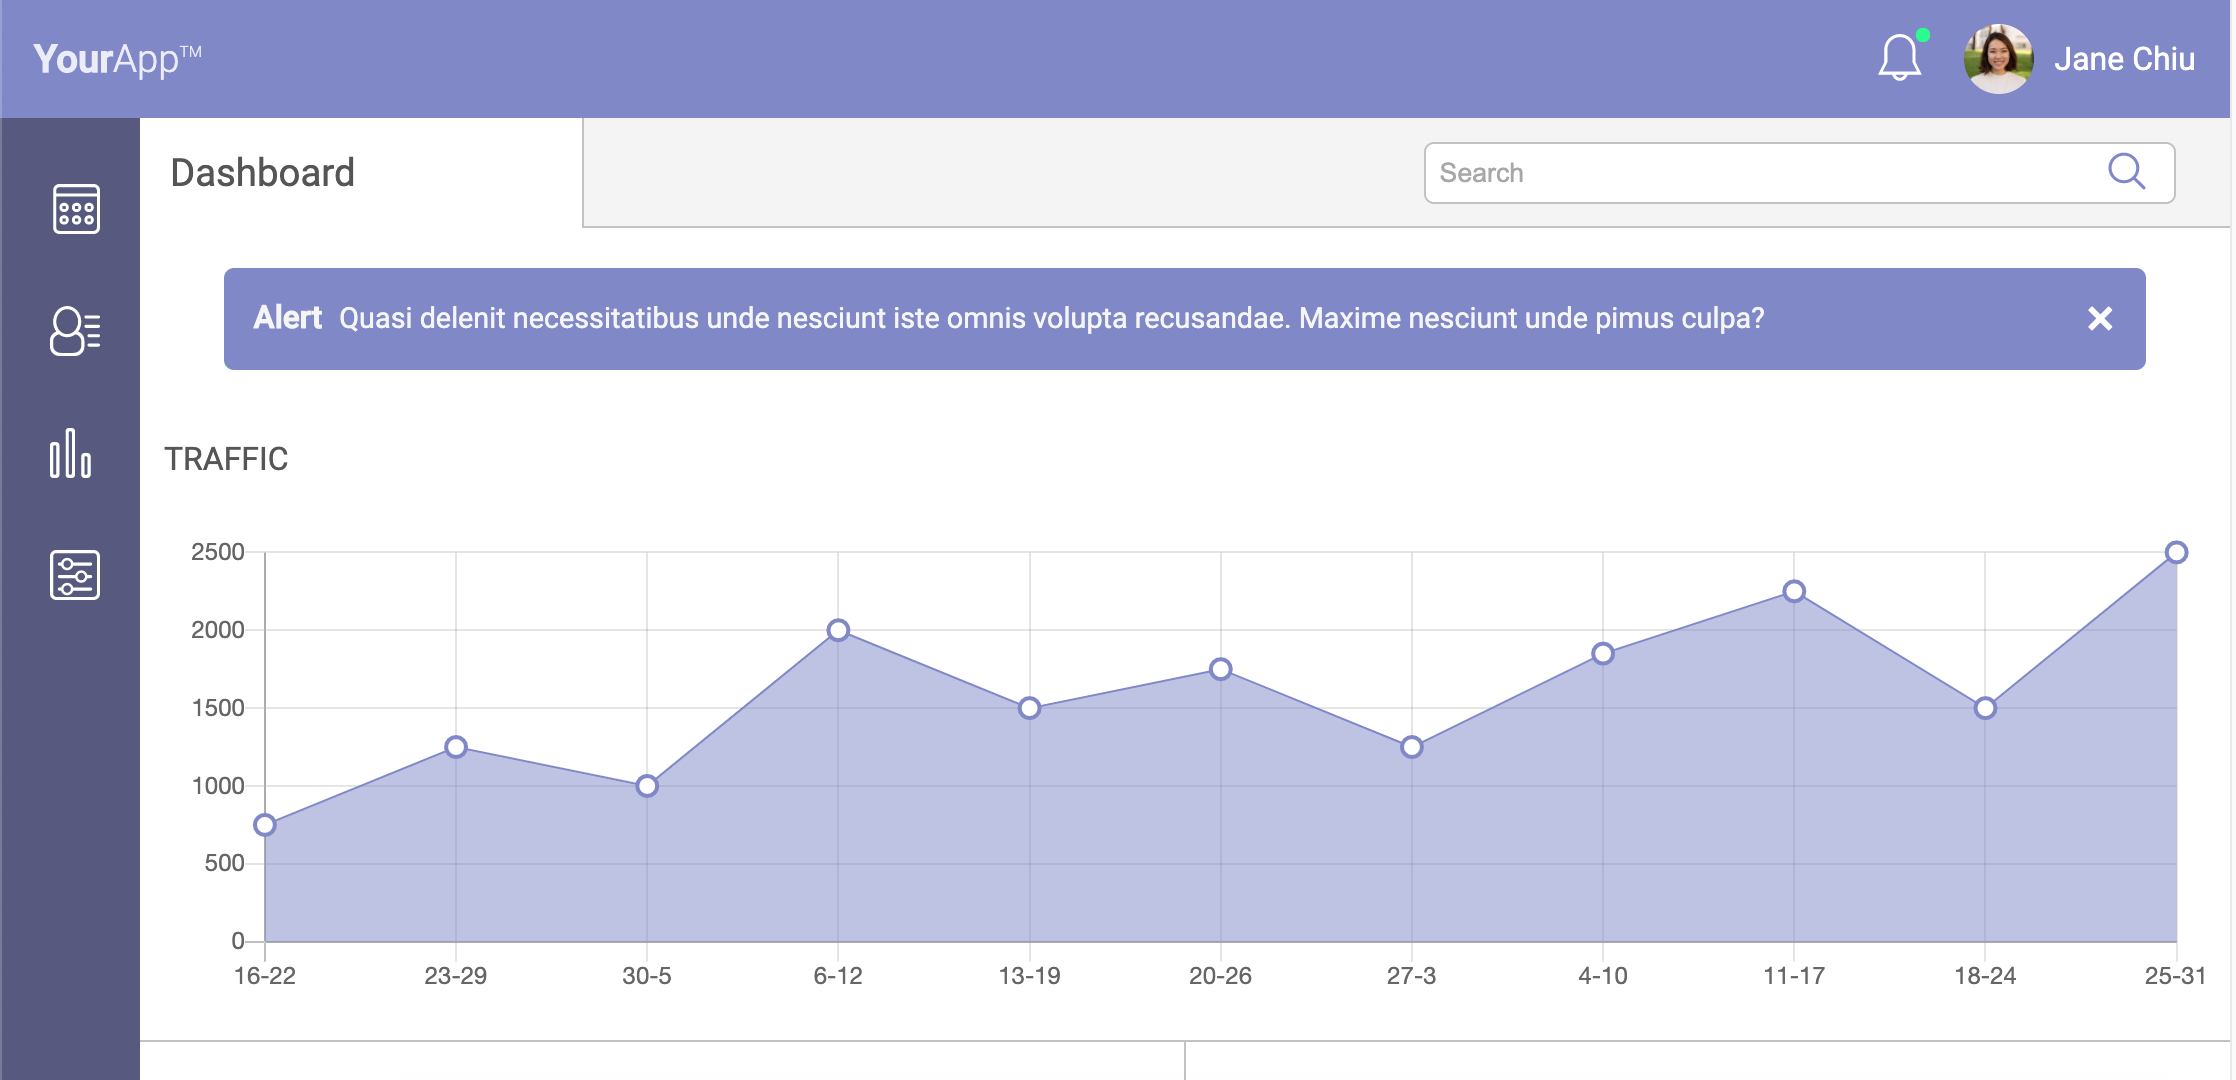 YourApp™
Jane Chiu
Dashboard
Search
Alert Quasi delenit necessitatibus unde nesciunt iste omnis volupta recusandae. Maxime nesciunt unde pimus culpa?
TRAFFIC
2500
2000
1500
1000
500
0
16-22 23-29 30-5 6-12 13-19 20-26 27-3 4-10 11-17 18-24 25-31